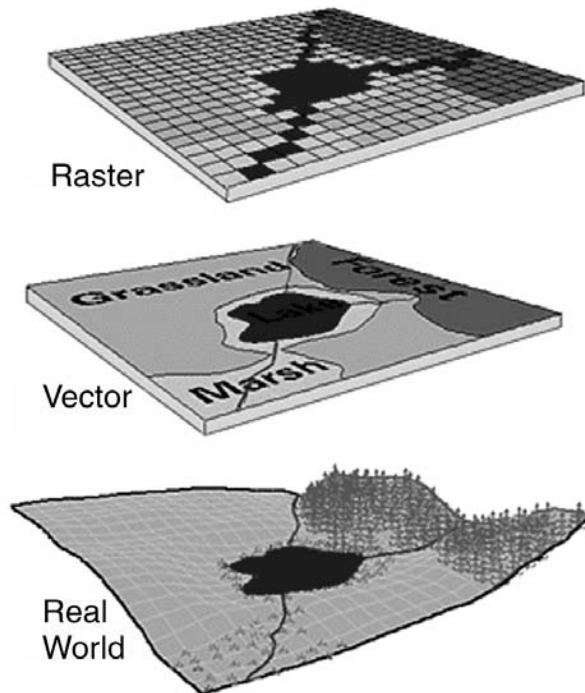 Raster
Grassland
Forest
Lake
Marsh
Vector
Real
World